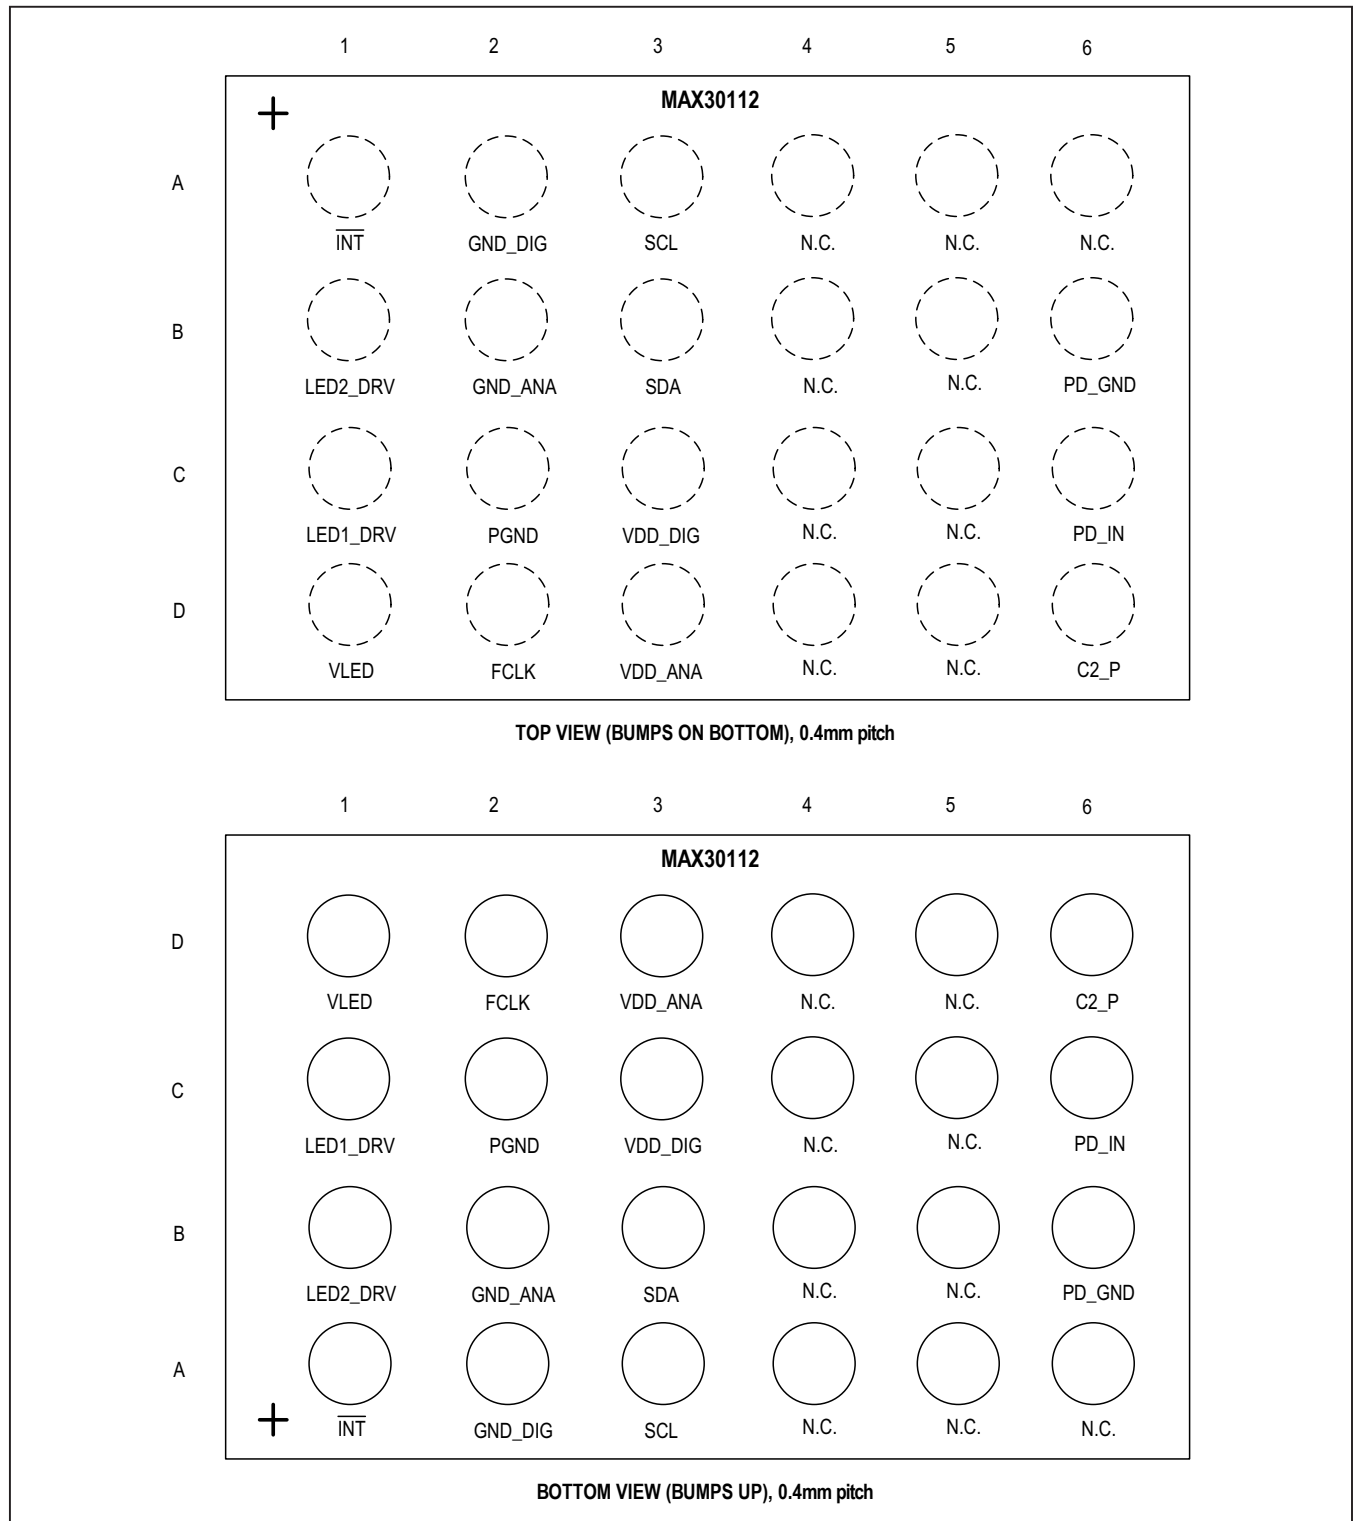 1 2 3 4 5 6
MAX30112
A
INT GND_DIG SCL N.C. N.C. N.C.
B
LED2_DRV GND_ANA SDA N.C. N.C. PD_GND
C
LED1_DRV PGND VDD_DIG N.C. N.C. PD_IN
D
VLED FCLK VDD_ANA N.C. N.C. C2_P
TOP VIEW (BUMPS ON BOTTOM), 0.4mm pitch
1 2 3 4 5 6
MAX30112
D
VLED FCLK VDD_ANA N.C. N.C. C2_P
C
LED1_DRV PGND VDD_DIG N.C. N.C. PD_IN
B
LED2_DRV GND_ANA SDA N.C. N.C. PD_GND
A
INT GND_DIG SCL N.C. N.C. N.C.
BOTTOM VIEW (BUMPS UP), 0.4mm pitch